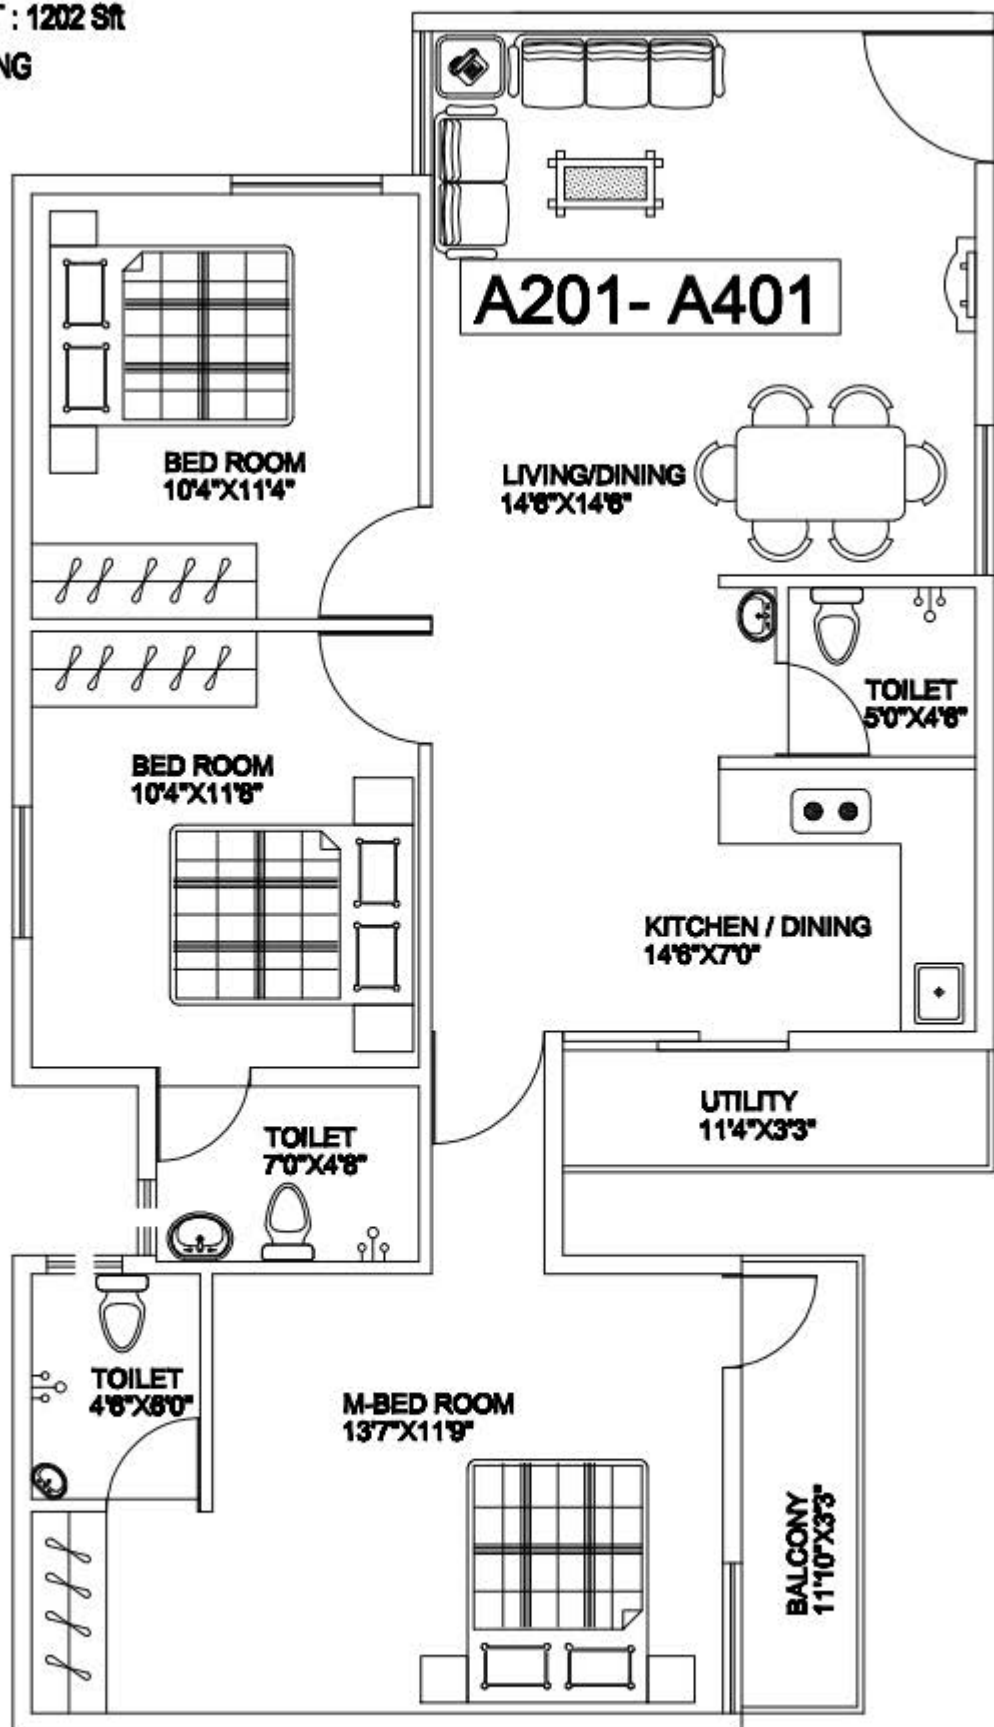 : 1202 Sft
NG
A201- A401
BED ROOM
10'4"X11'4"
LIVING/DINING
14'6"X14'6"
TOILET
5'0"X4'6"
BED ROOM
10'4"X11'8"
KITCHEN / DINING
14'6"X7'0"
UTILITY
11'4"X3'3"
TOILET
7'0"X4'6"
TOILET
4'6"X6'0"
M-BED ROOM
13'7"X11'9"
BALCONY
11'10"X3'3"